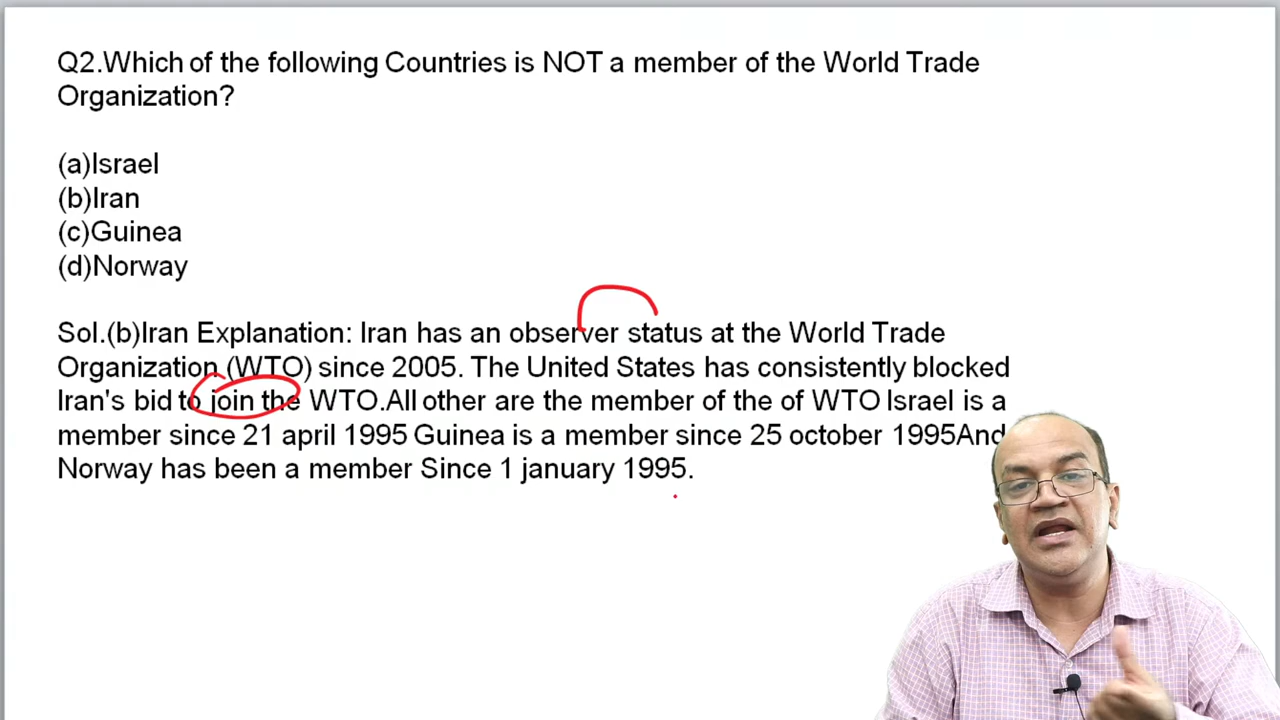 Q2.Which of the following Countries is NOT a member of the World Trade
Organization?
(a)Israel
(b)Iran
(c)Guinea
(d)Norway
Sol.(b)Iran Explanation: Iran has an observer status at the World Trade
Organization (WTO) since 2005. The United States has consistently blocked
Iran's bid to join the WTO.All other are the member of the of WTO Israel is a
member since 21 april 1995 Guinea is a member since 25 october 1995And
Norway has been a member Since 1 january 1995.